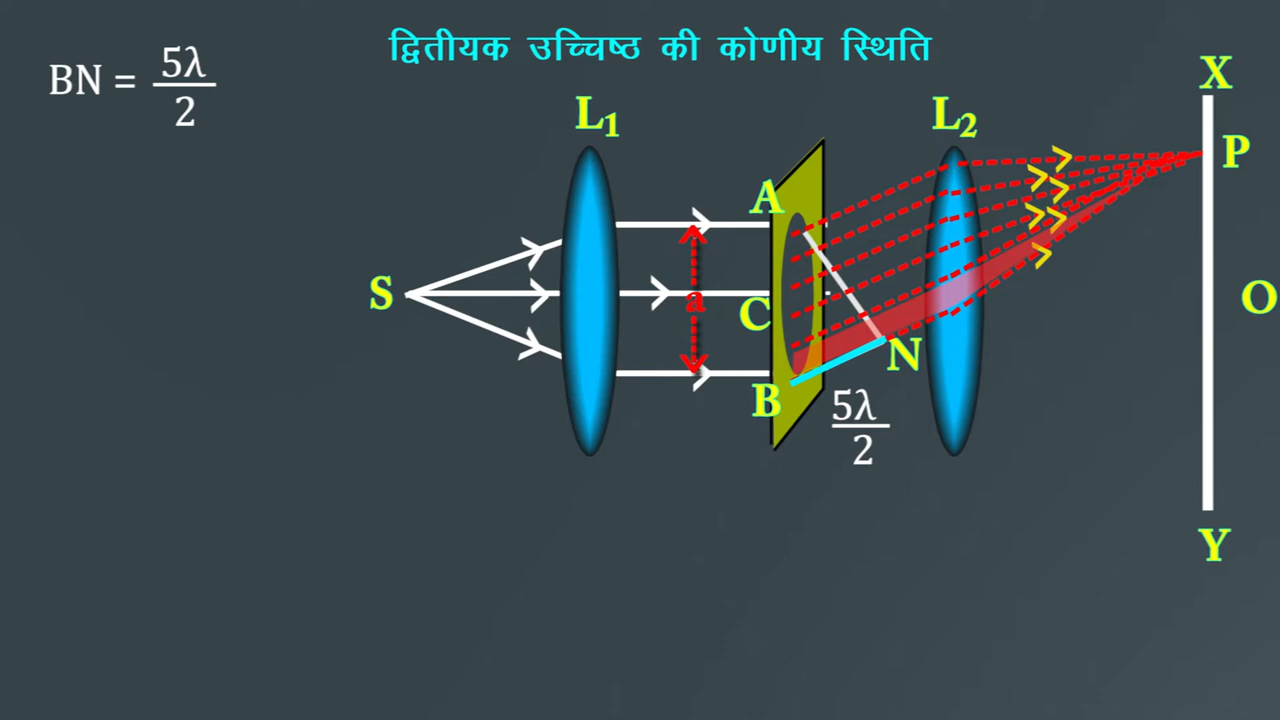 द्वितीयक उच्चिष्ठ की कोणीय स्थिति
BN = 5λ/2
X
L₁
L₂
P
A
S
a
C
O
N
B
5λ/2
Y